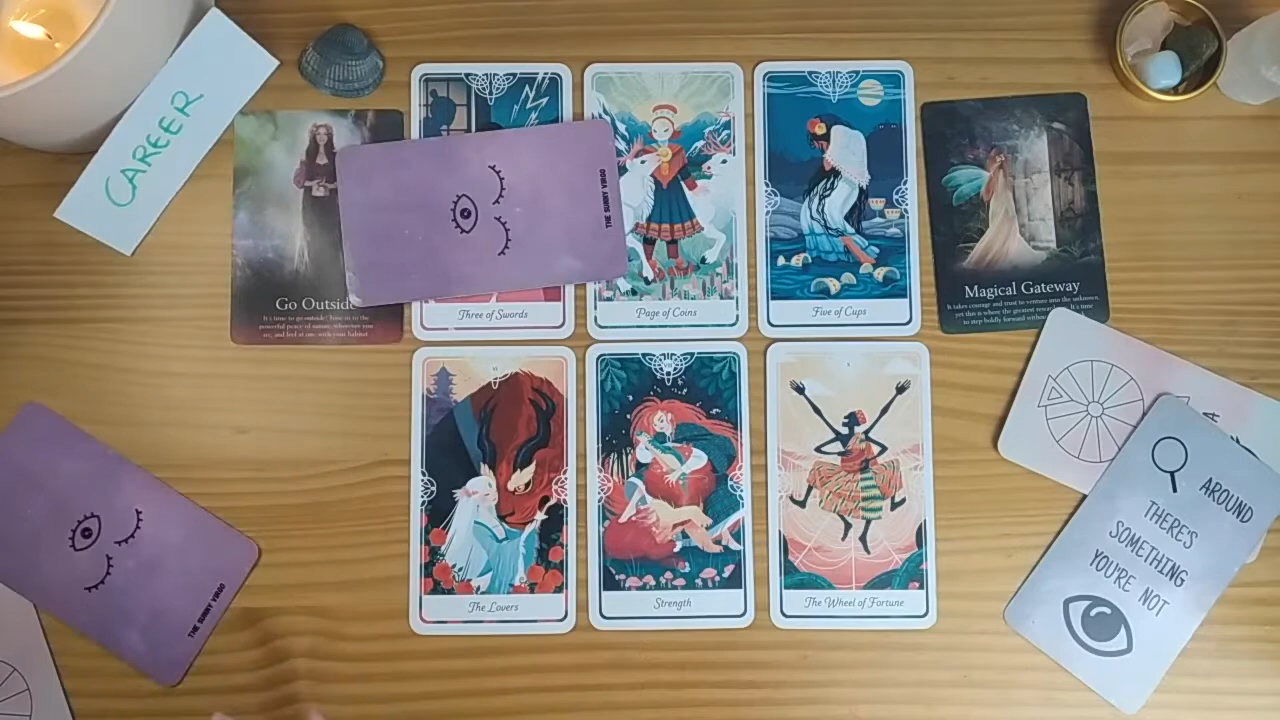 CAREER
Go Outside
It's time to go outside! Tune in to the
powerful peace of nature, wherever you
are, and feel at one with your habitat
THE SUNNY VIRGO
Three of Swords
Page of Coins
Five of Cups
Magical Gateway
It takes courage and trust to venture into the unknown,
yet this is where the greatest rewards
to step boldly forward without
It's time
VI
The Lovers
VIII
Strength
X
The Wheel of Fortune
THE SUNNY VIRGO
AROUND
THERE'S
SOMETHING
YOU'RE NOT